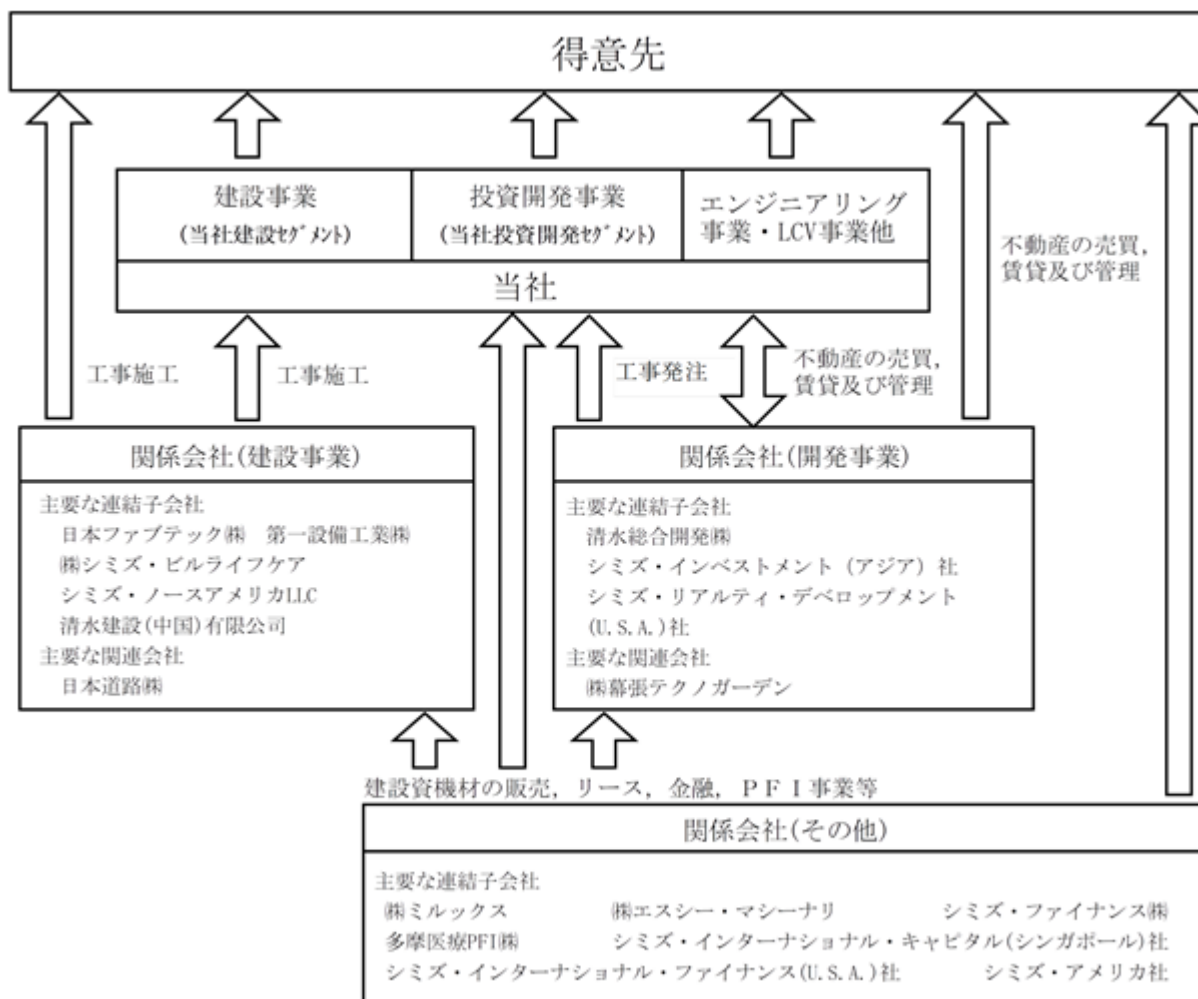 得意先
建設事業
(当社建設ｾｸﾞﾒﾝﾄ)
投資開発事業
(当社投資開発ｾｸﾞﾒﾝﾄ)
エンジニアリング
事業・LCV事業他
当社
不動産の売買,
賃貸及び管理
工事施工
工事施工
工事発注
不動産の売買,
賃貸及び管理
関係会社(建設事業)
主要な連結子会社
日本ファブテック㈱　第一設備工業㈱
㈱シミズ・ビルライフケア
シミズ・ノースアメリカLLC
清水建設(中国)有限公司
主要な関連会社
日本道路㈱
関係会社(開発事業)
主要な連結子会社
清水総合開発㈱
シミズ・インベストメント（アジア）社
シミズ・リアルティ・デベロップメント
(U.S.A.)社
主要な関連会社
㈱幕張テクノガーデン
建設資機材の販売, リース, 金融, ＰＦＩ事業等
関係会社(その他)
主要な連結子会社
㈱ミルックス　㈱エスシー・マシーナリ　シミズ・ファイナンス㈱
多摩医療PFI㈱　シミズ・インターナショナル・キャピタル(シンガポール)社
シミズ・インターナショナル・ファイナンス(U.S.A.)社　シミズ・アメリカ社